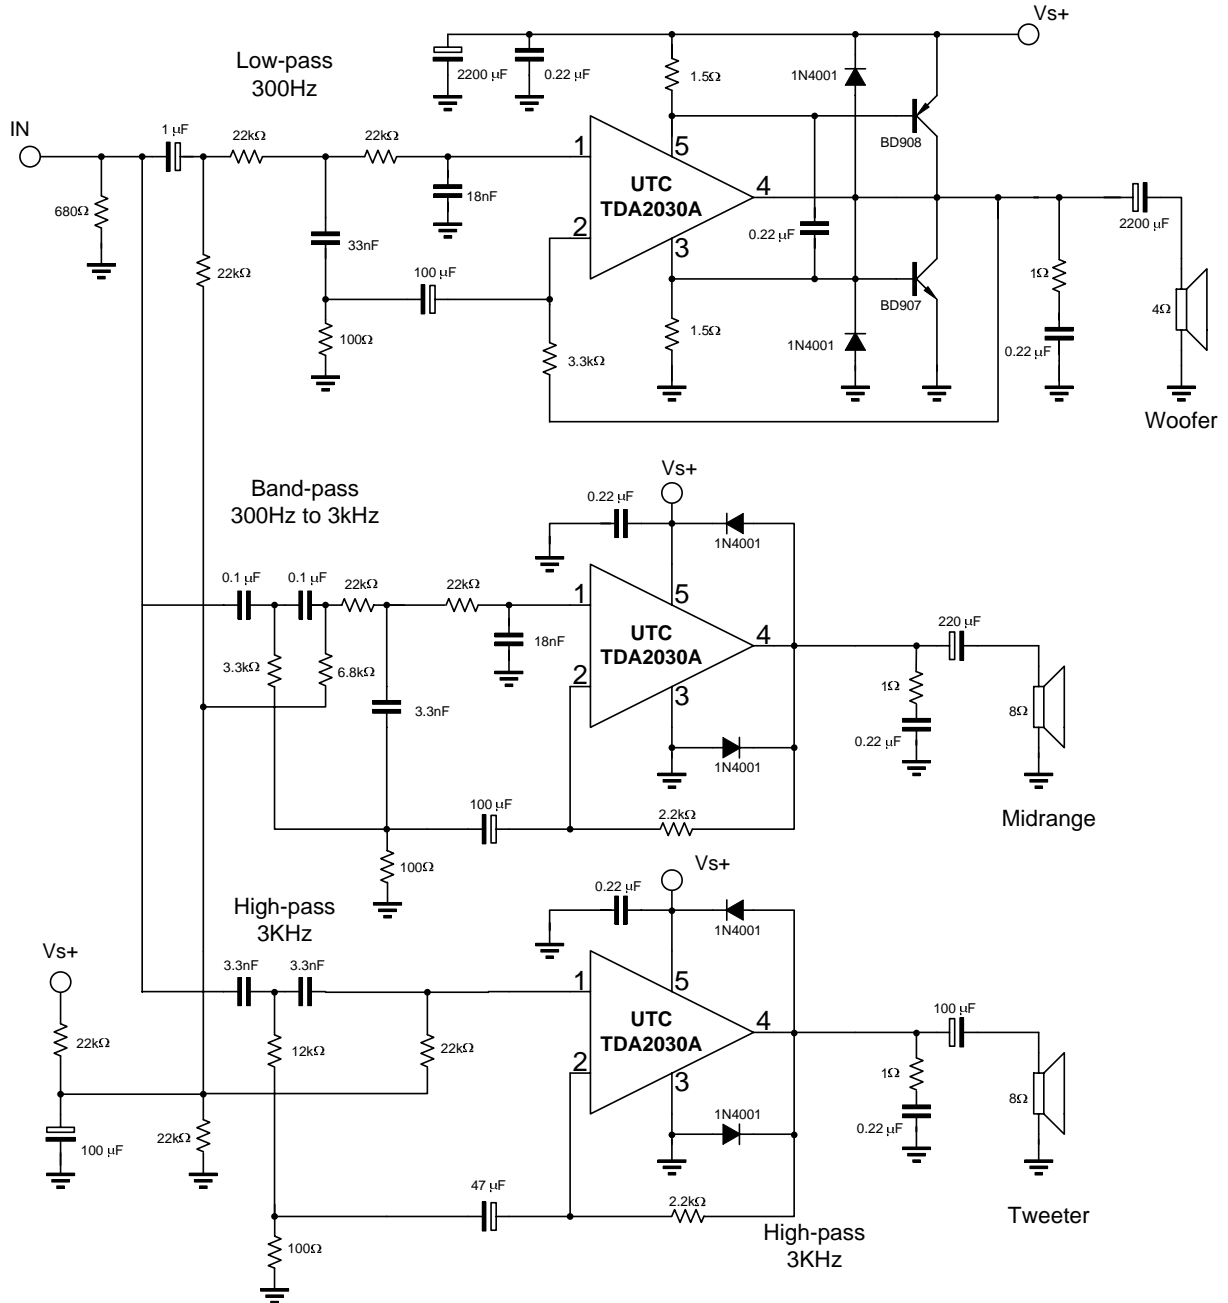 Vs+
Low-pass
300Hz
2200 µF
0.22 µF
1.5Ω
1N4001
BD908
IN
1 µF
22kΩ
22kΩ
1
5
UTC
TDA2030A
4
18nF
680Ω
2
3
0.22 µF
2200 µF
33nF
22kΩ
100 µF
BD907
1Ω
4Ω
100Ω
1.5Ω
1N4001
0.22 µF
3.3kΩ
Woofer
Vs+
Band-pass
300Hz to 3kHz
0.22 µF
1N4001
0.1 µF
0.1 µF
22kΩ
22kΩ
1
5
UTC
TDA2030A
4
220 µF
18nF
3.3kΩ
6.8kΩ
2
3
1Ω
3.3nF
8Ω
0.22 µF
1N4001
100 µF
2.2kΩ
Midrange
100Ω
Vs+
High-pass
3KHz
0.22 µF
1N4001
Vs+
3.3nF
3.3nF
1
5
UTC
TDA2030A
4
100 µF
22kΩ
12kΩ
22kΩ
2
3
1Ω
8Ω
1N4001
0.22 µF
100 µF
22kΩ
47 µF
2.2kΩ
Tweeter
High-pass
3KHz
100Ω